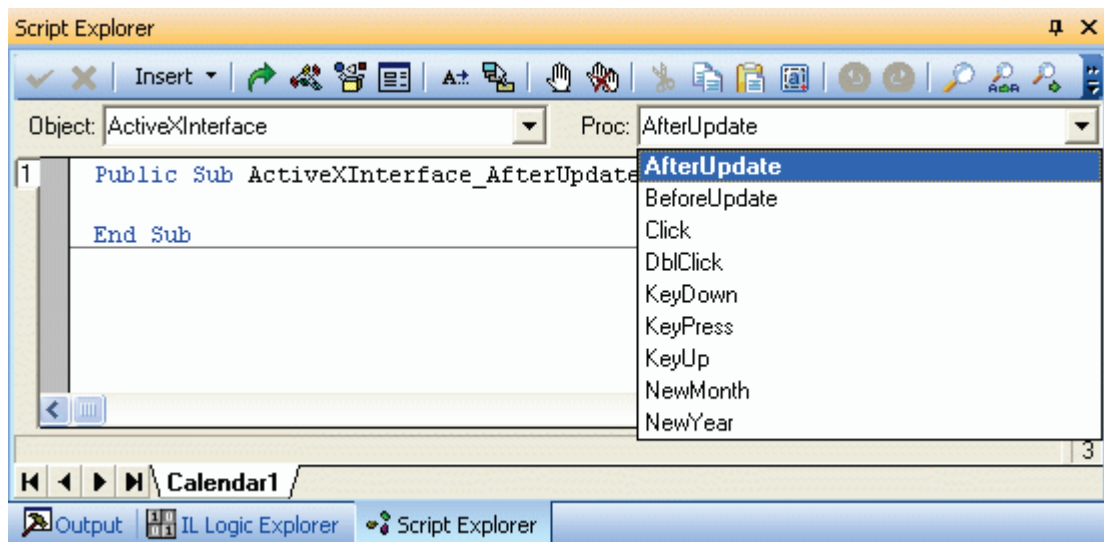 Script Explorer
Insert
Object: ActiveXInterface Proc: AfterUpdate
1
Public Sub ActiveXInterface_AfterUpdate
End Sub
AfterUpdate
BeforeUpdate
Click
DblClick
KeyDown
KeyPress
KeyUp
NewMonth
NewYear
3
Calendar1
Output IL Logic Explorer Script Explorer